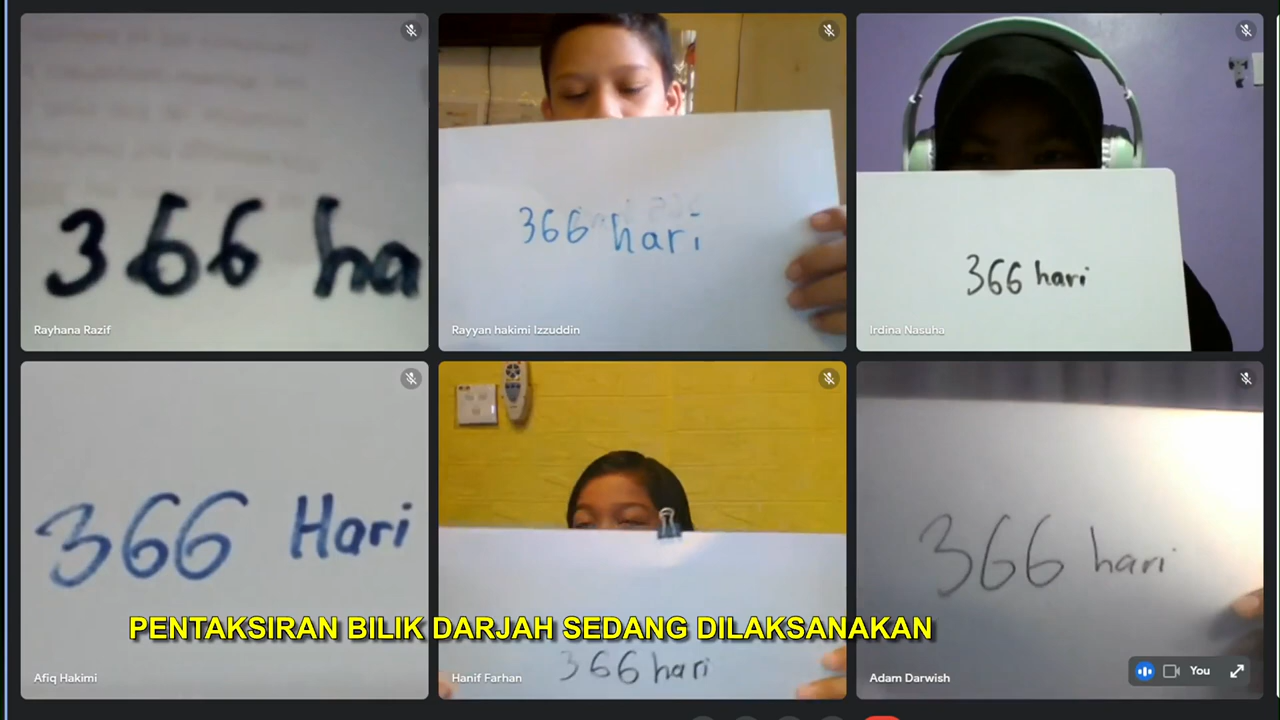 366 ha
Rayhana Razif
366 hari
Rayyan hakimi Izzuddin
366 hari
Irdina Nasuha
366 Hari
Afiq Hakimi
366 hari
Hanif Farhan
366 hari
Adam Darwish
You
PENTAKSIRAN BILIK DARJAH SEDANG DILAKSANAKAN